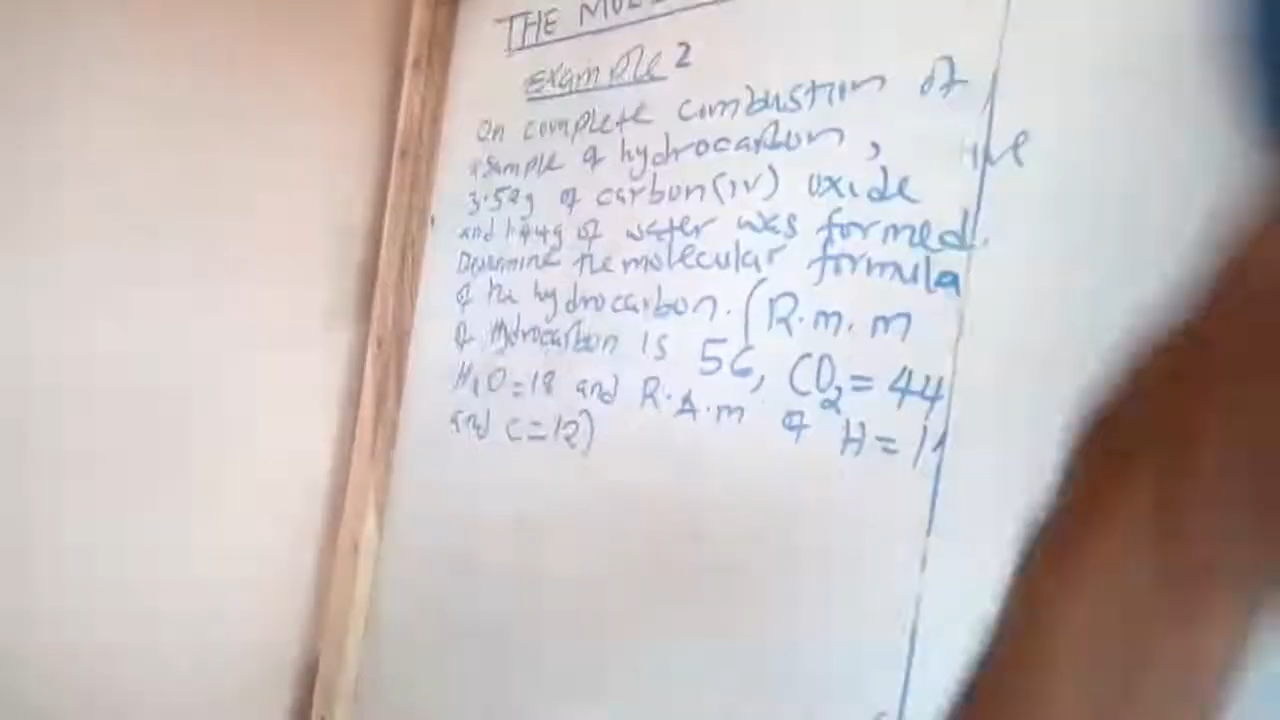 THE MOL
Example 2
On complete combustion of
a sample of hydrocarbon,
3.52g of carbon(iv) oxide
and 1.44g of water was formed.
Determine the molecular formula
of the hydrocarbon. (R.m.m
of Hydrocarbon is 56, CO2 = 44
H2O=18 and R.A.m of H = 1
and C=12)